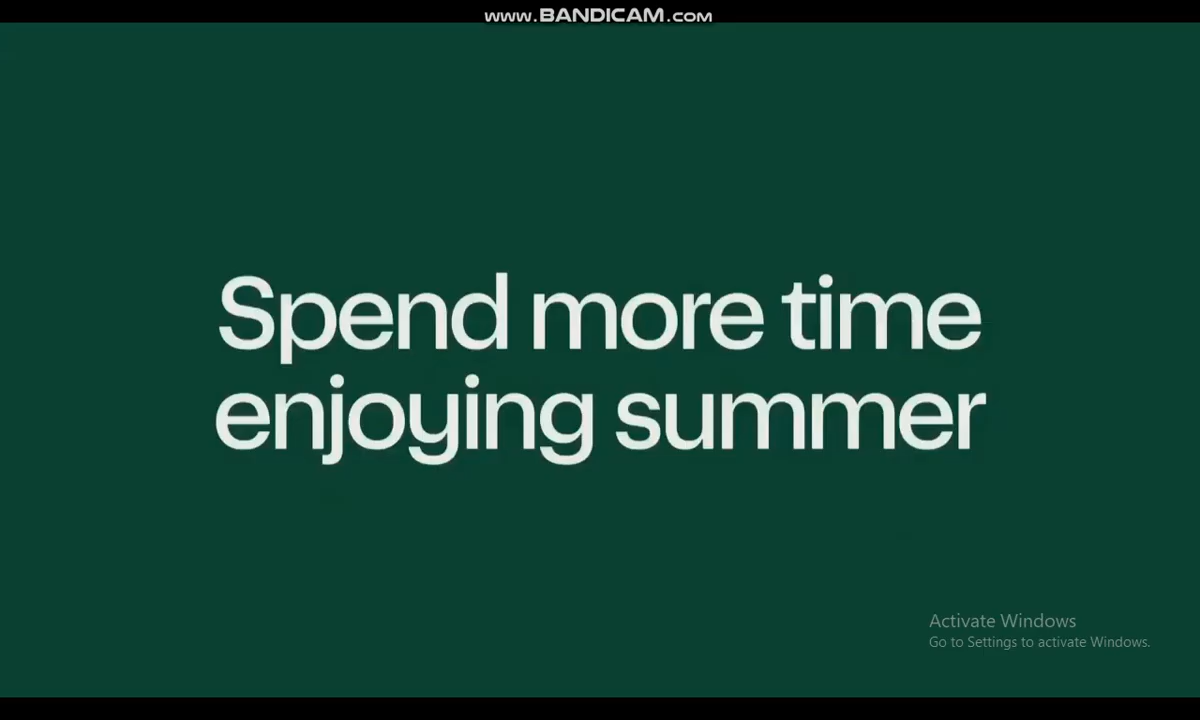 www.BANDICAM.com
Spend more time
enjoying summer
Activate Windows
Go to Settings to activate Windows.